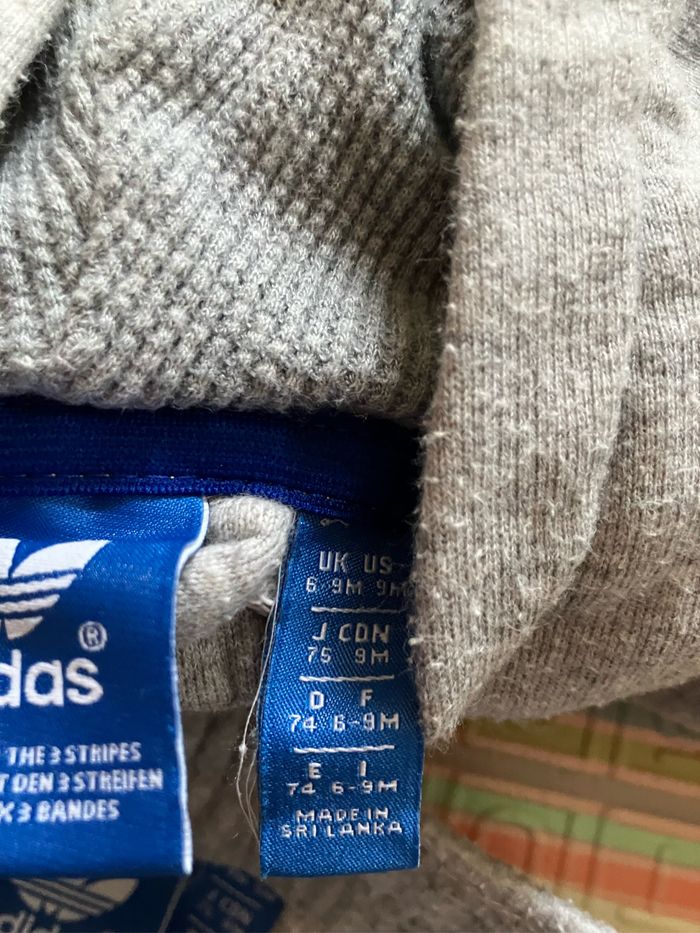 ®
das
THE 3 STRIPES
T DEN 3 STREIFEN
X 3 BANDES
UK US
6 9M 9M
J CDN
75 9M
D F
74 6-9M
E I
74 6-9M
MADE IN
SRI LANKA
adidas